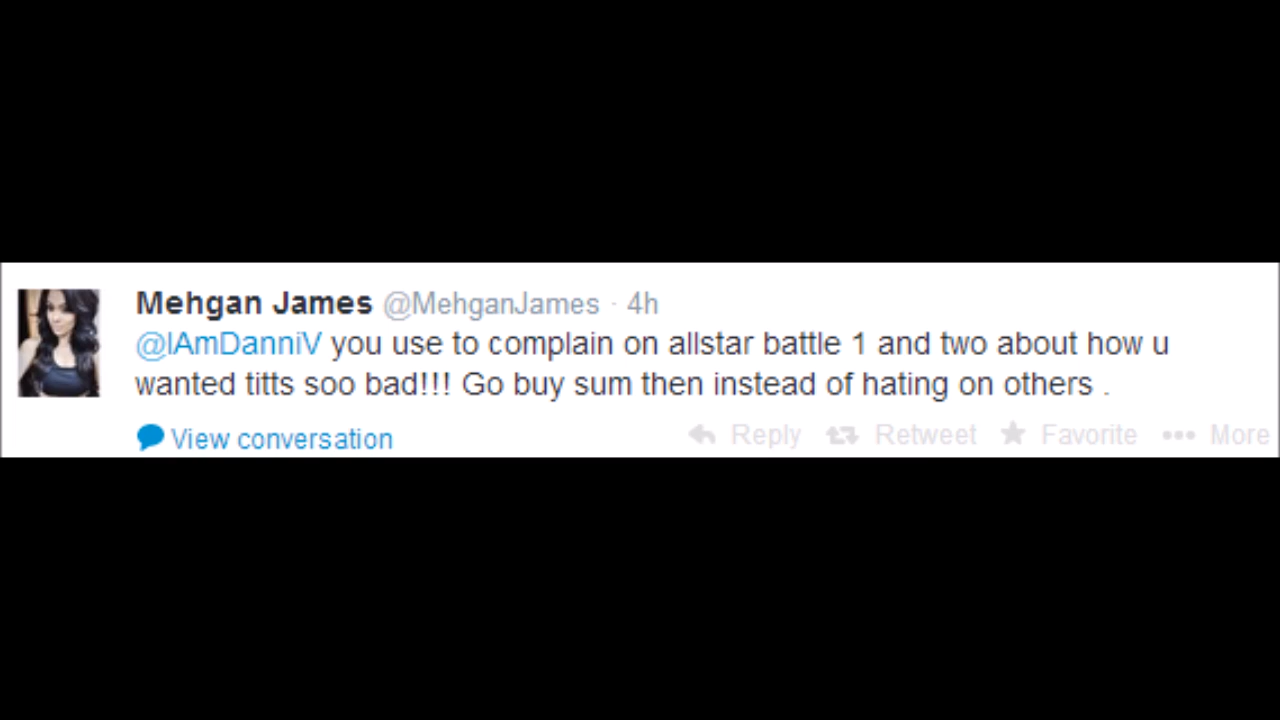 Mehgan James @MehganJames · 4h
@IAmDanniV you use to complain on allstar battle 1 and two about how u
wanted titts soo bad!!! Go buy sum then instead of hating on others .
View conversation Reply Retweet Favorite More